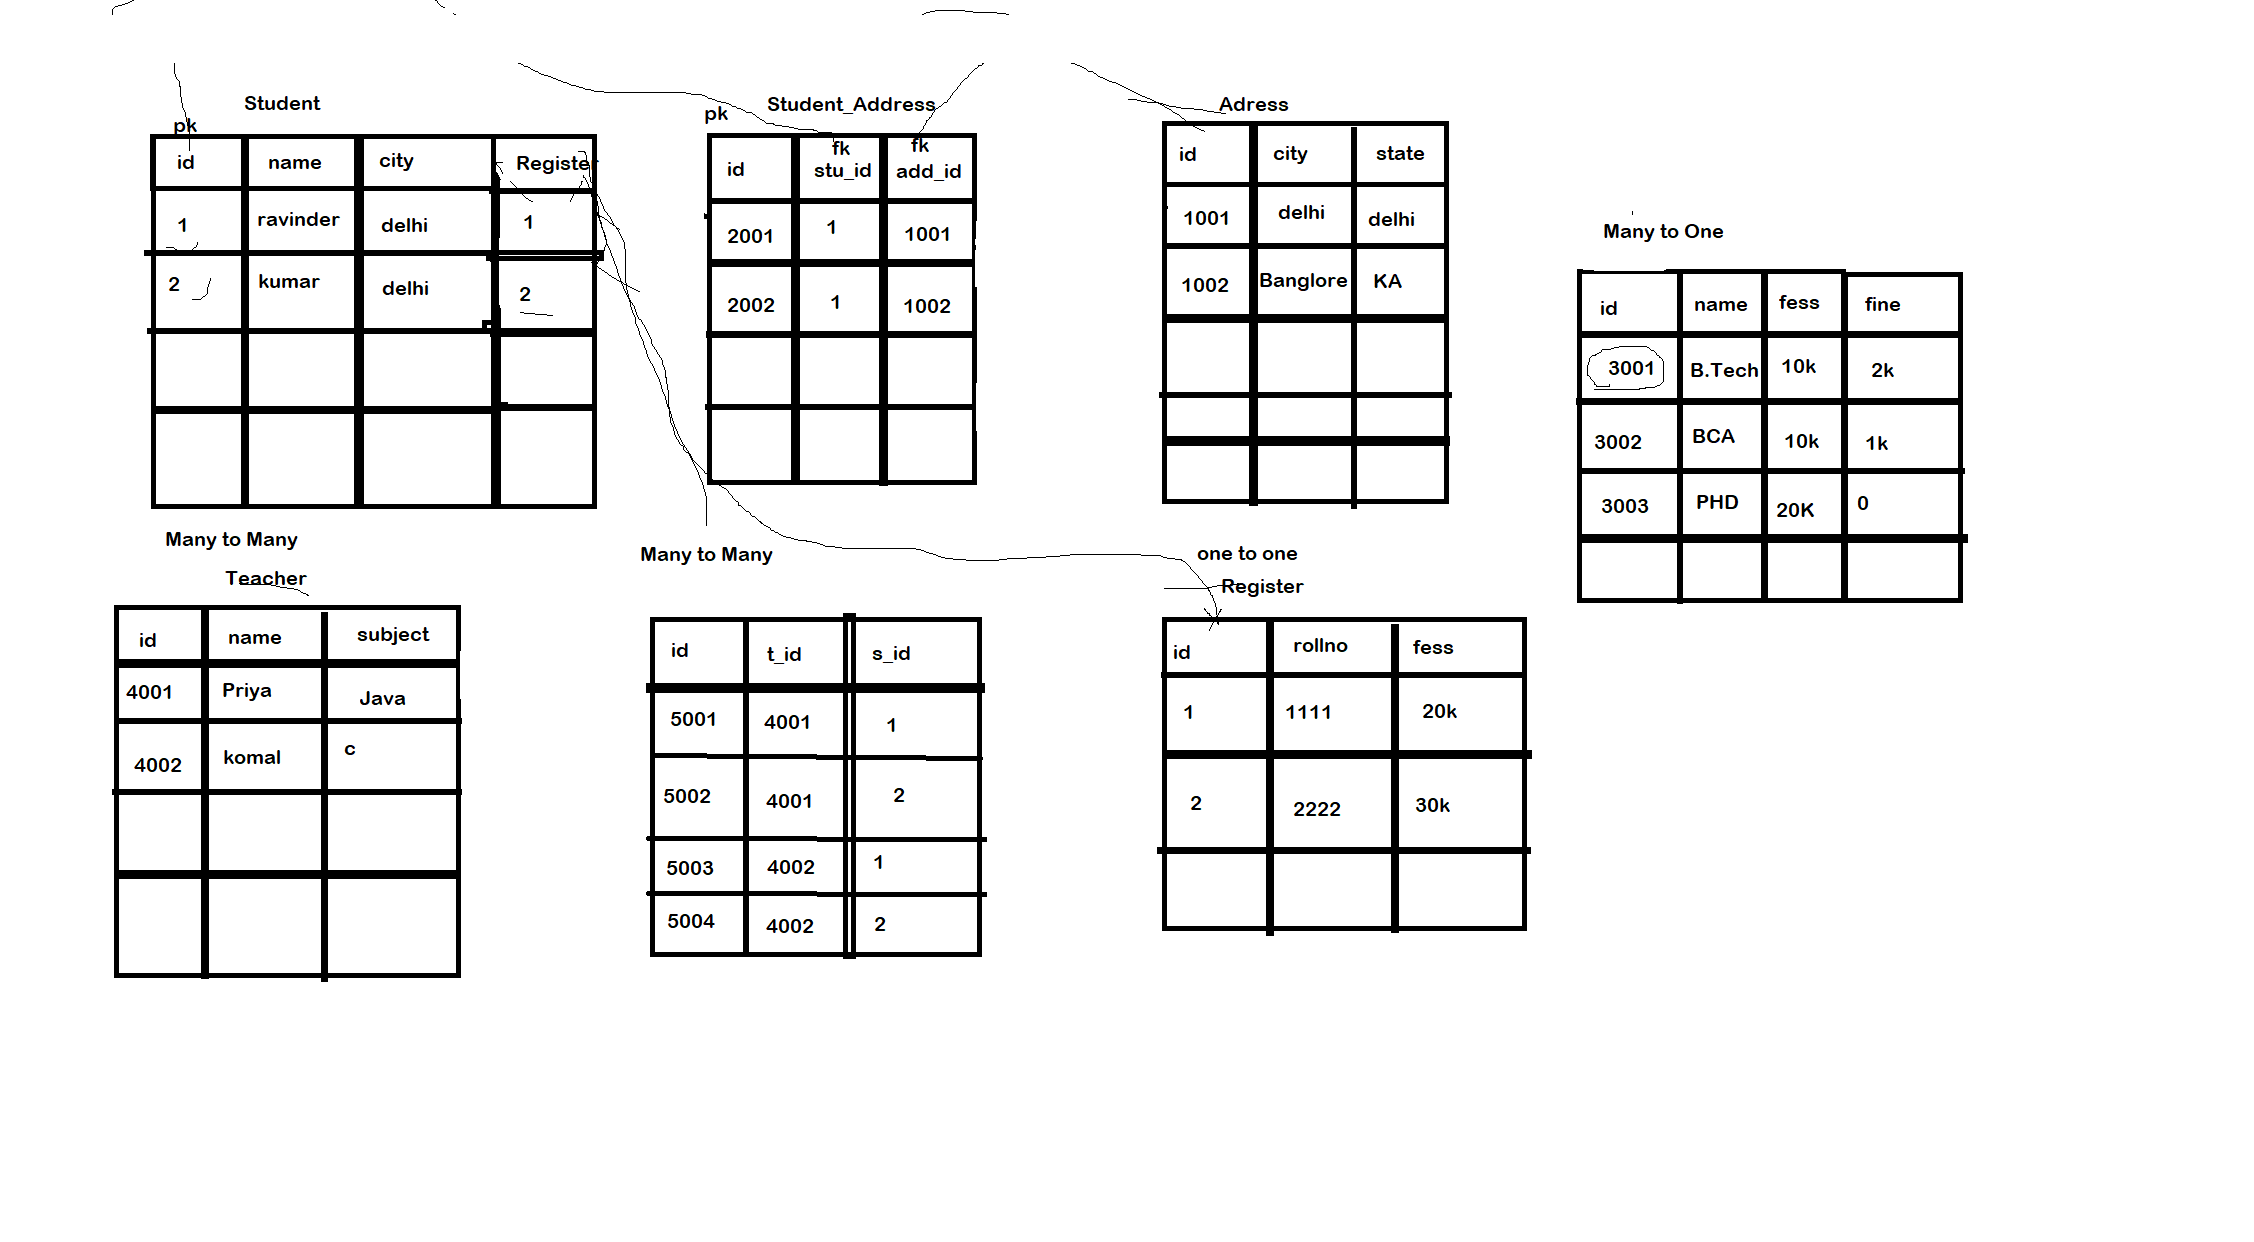 Student
pk
id name city Register
1 ravinder delhi 1
2 kumar delhi 2
Student_Address
pk
fk fk
id stu_id add_id
2001 1 1001
2002 1 1002
Adress
id city state
1001 delhi delhi
1002 Banglore KA
Many to One
id name fess fine
3001 B.Tech 10k 2k
3002 BCA 10k 1k
3003 PHD 20K 0
Many to Many
Teacher
id name subject
4001 Priya Java
4002 komal c
Many to Many
id t_id s_id
5001 4001 1
5002 4001 2
5003 4002 1
5004 4002 2
one to one
Register
id rollno fess
1 1111 20k
2 2222 30k